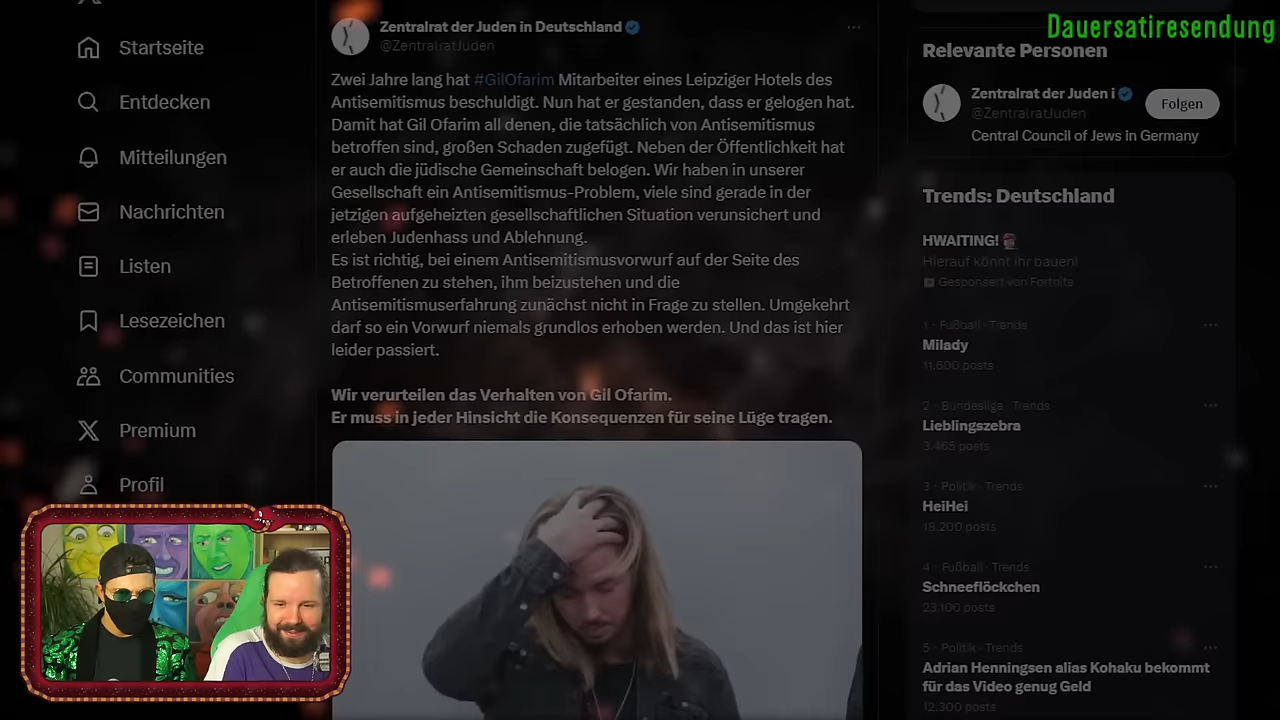 Dauersatiresendung
Startseite
Entdecken
Mitteilungen
Nachrichten
Listen
Lesezeichen
Communities
Premium
Profil
Zentralrat der Juden in Deutschland
@ZentralratJuden
Zwei Jahre lang hat #GilOfarim Mitarbeiter eines Leipziger Hotels des
Antisemitismus beschuldigt. Nun hat er gestanden, dass er gelogen hat.
Damit hat Gil Ofarim all denen, die tatsächlich von Antisemitismus
betroffen sind, großen Schaden zugefügt. Neben der Öffentlichkeit hat
er auch die jüdische Gemeinschaft belogen. Wir haben in unserer
Gesellschaft ein Antisemitismus-Problem, viele sind gerade in der
jetzigen aufgeheizten gesellschaftlichen Situation verunsichert und
erleben Judenhass und Ablehnung.
Es ist richtig, bei einem Antisemitismusvorwurf auf der Seite des
Betroffenen zu stehen, ihm beizustehen und die
Antisemitismuserfahrung zunächst nicht in Frage zu stellen. Umgekehrt
darf so ein Vorwurf niemals grundlos erhoben werden. Und das ist hier
leider passiert.
Wir verurteilen das Verhalten von Gil Ofarim.
Er muss in jeder Hinsicht die Konsequenzen für seine Lüge tragen.
Relevante Personen
Zentralrat der Juden i
@ZentralratJuden
Folgen
Central Council of Jews in Germany
Trends: Deutschland
HWAITING!
Hierauf könnt ihr bauen!
Gesponsert von Fortnite
1 · Fußball · Trends
Milady
11.600 posts
2 · Bundesliga · Trends
Lieblingszebra
3.465 posts
3 · Politik · Trends
HeiHei
18.200 posts
4 · Fußball · Trends
Schneeflöckchen
23.100 posts
5 · Politik · Trends
Adrian Henningsen alias Kohaku bekommt
für das Video genug Geld
12.300 posts